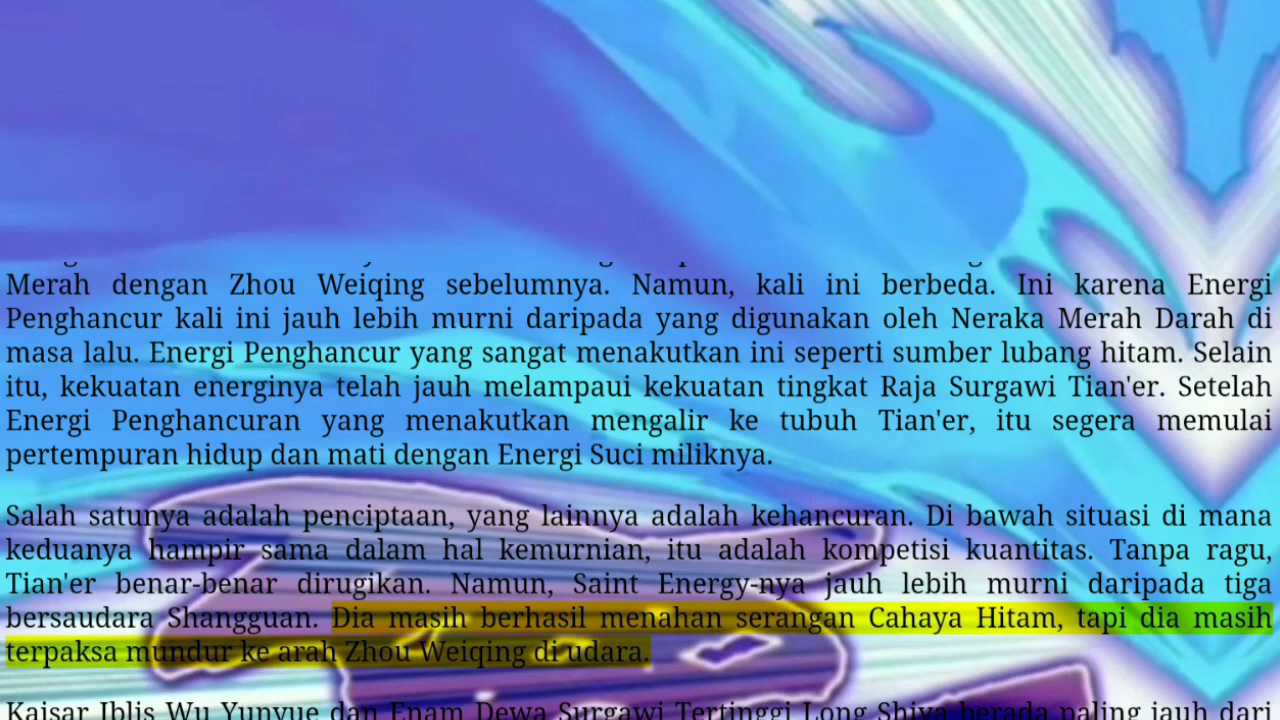 Merah dengan Zhou Weiqing sebelumnya. Namun, kali ini berbeda. Ini karena Energi
Penghancur kali ini jauh lebih murni daripada yang digunakan oleh Neraka Merah Darah di
masa lalu. Energi Penghancur yang sangat menakutkan ini seperti sumber lubang hitam. Selain
itu, kekuatan energinya telah jauh melampaui kekuatan tingkat Raja Surgawi Tian'er. Setelah
Energi Penghancuran yang menakutkan mengalir ke tubuh Tian'er, itu segera memulai
pertempuran hidup dan mati dengan Energi Suci miliknya.
Salah satunya adalah penciptaan, yang lainnya adalah kehancuran. Di bawah situasi di mana
keduanya hampir sama dalam hal kemurnian, itu adalah kompetisi kuantitas. Tanpa ragu,
Tian'er benar-benar dirugikan. Namun, Saint Energy-nya jauh lebih murni daripada tiga
bersaudara Shangguan. Dia masih berhasil menahan serangan Cahaya Hitam, tapi dia masih
terpaksa mundur ke arah Zhou Weiqing di udara.
Kaisar Iblis Wu Yunyue dan Enam Dewa Surgawi Tertinggi Long Shiya berada paling jauh dari